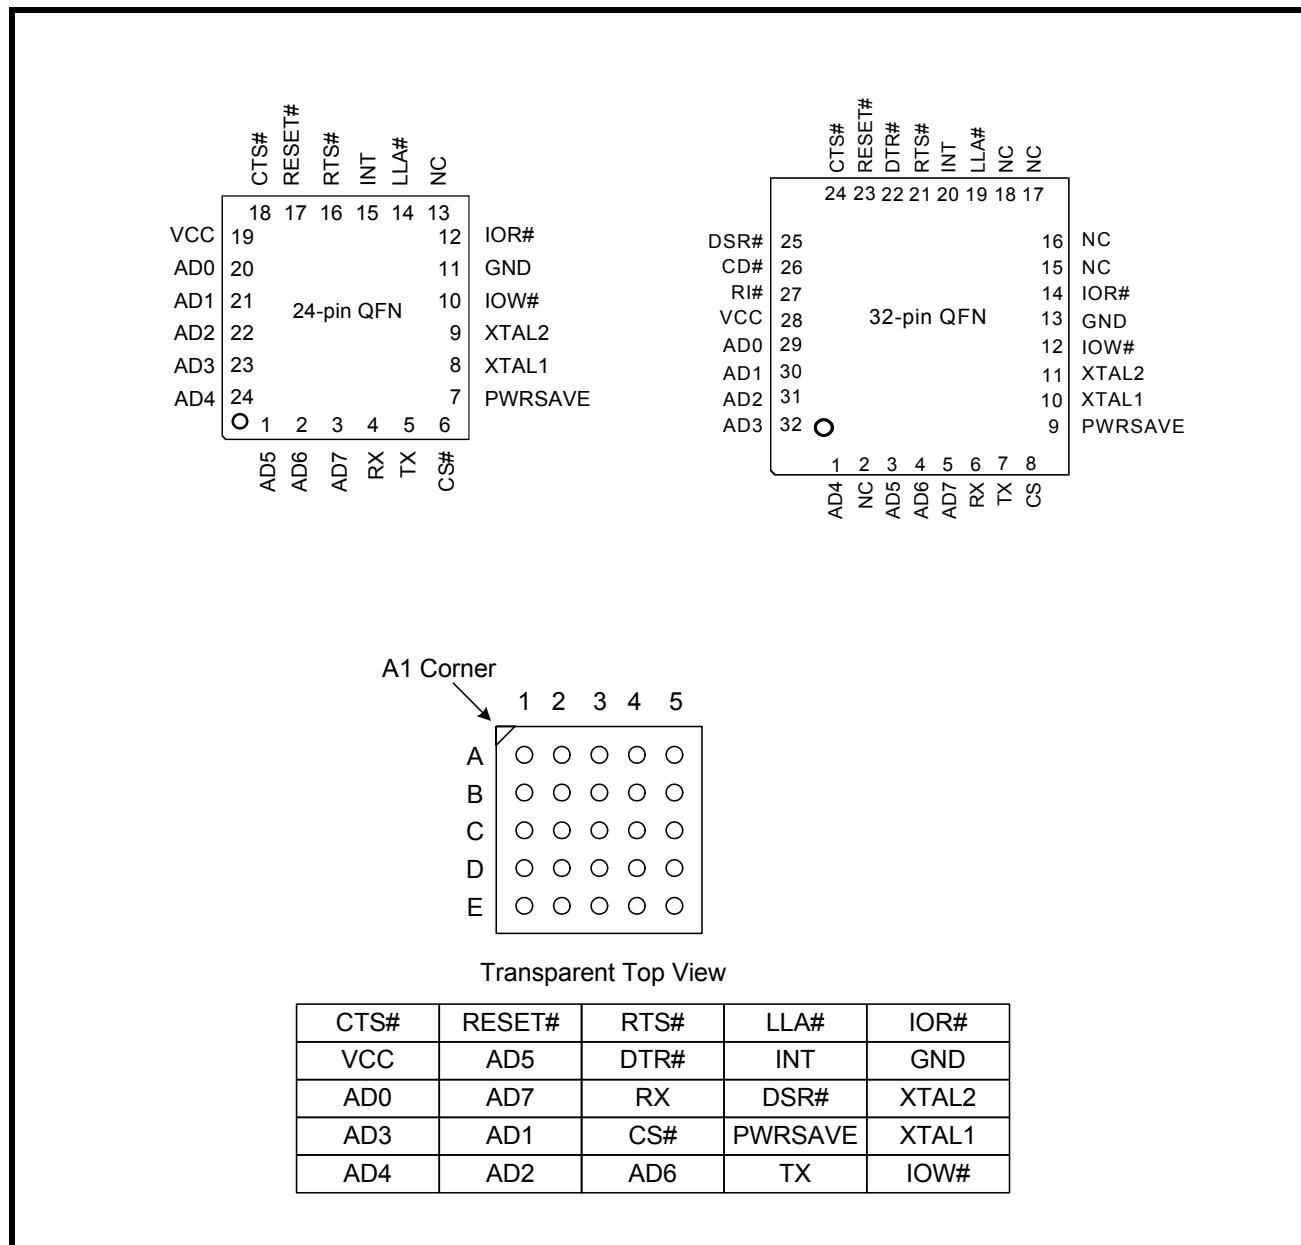 CTS#
RESET#
RTS#
INT
LLA#
NC
18 17 16 15 14 13
VCC 19 12 IOR#
AD0 20 11 GND
AD1 21 10 IOW#
24-pin QFN
AD2 22 9 XTAL2
AD3 23 8 XTAL1
AD4 24 7 PWRSAVE
1 2 3 4 5 6
AD5
AD6
AD7
RX
TX
CS#
CTS#
RESET#
DTR#
RTS#
INT
LLA#
NC
NC
24 23 22 21 20 19 18 17
DSR# 25 16 NC
CD# 26 15 NC
RI# 27 14 IOR#
VCC 28 32-pin QFN 13 GND
AD0 29 12 IOW#
AD1 30 11 XTAL2
AD2 31 10 XTAL1
AD3 32 9 PWRSAVE
1 2 3 4 5 6 7 8
AD4
NC
AD5
AD6
AD7
RX
TX
CS
A1 Corner
1 2 3 4 5
A
B
C
D
E
Transparent Top View
CTS# RESET# RTS# LLA# IOR#
VCC AD5 DTR# INT GND
AD0 AD7 RX DSR# XTAL2
AD3 AD1 CS# PWRSAVE XTAL1
AD4 AD2 AD6 TX IOW#